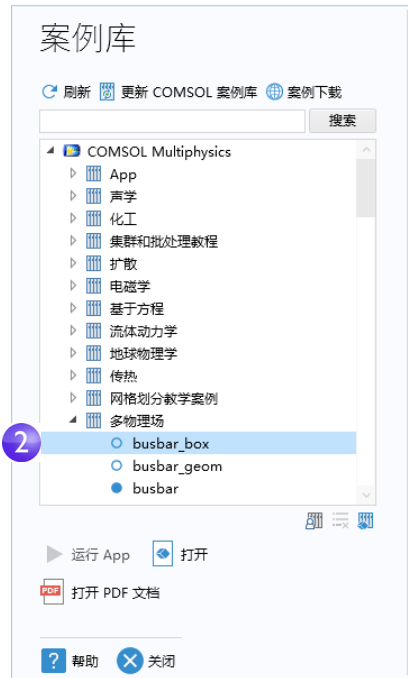 案例库
刷新 更新 COMSOL 案例库 案例下载
搜索
COMSOL Multiphysics
App
声学
化工
集群和批处理教程
扩散
电磁学
基于方程
流体动力学
地球物理学
传热
网格划分教学案例
多物理场
2 busbar_box
busbar_geom
busbar
运行 App 打开
PDF 打开 PDF 文档
? 帮助 关闭